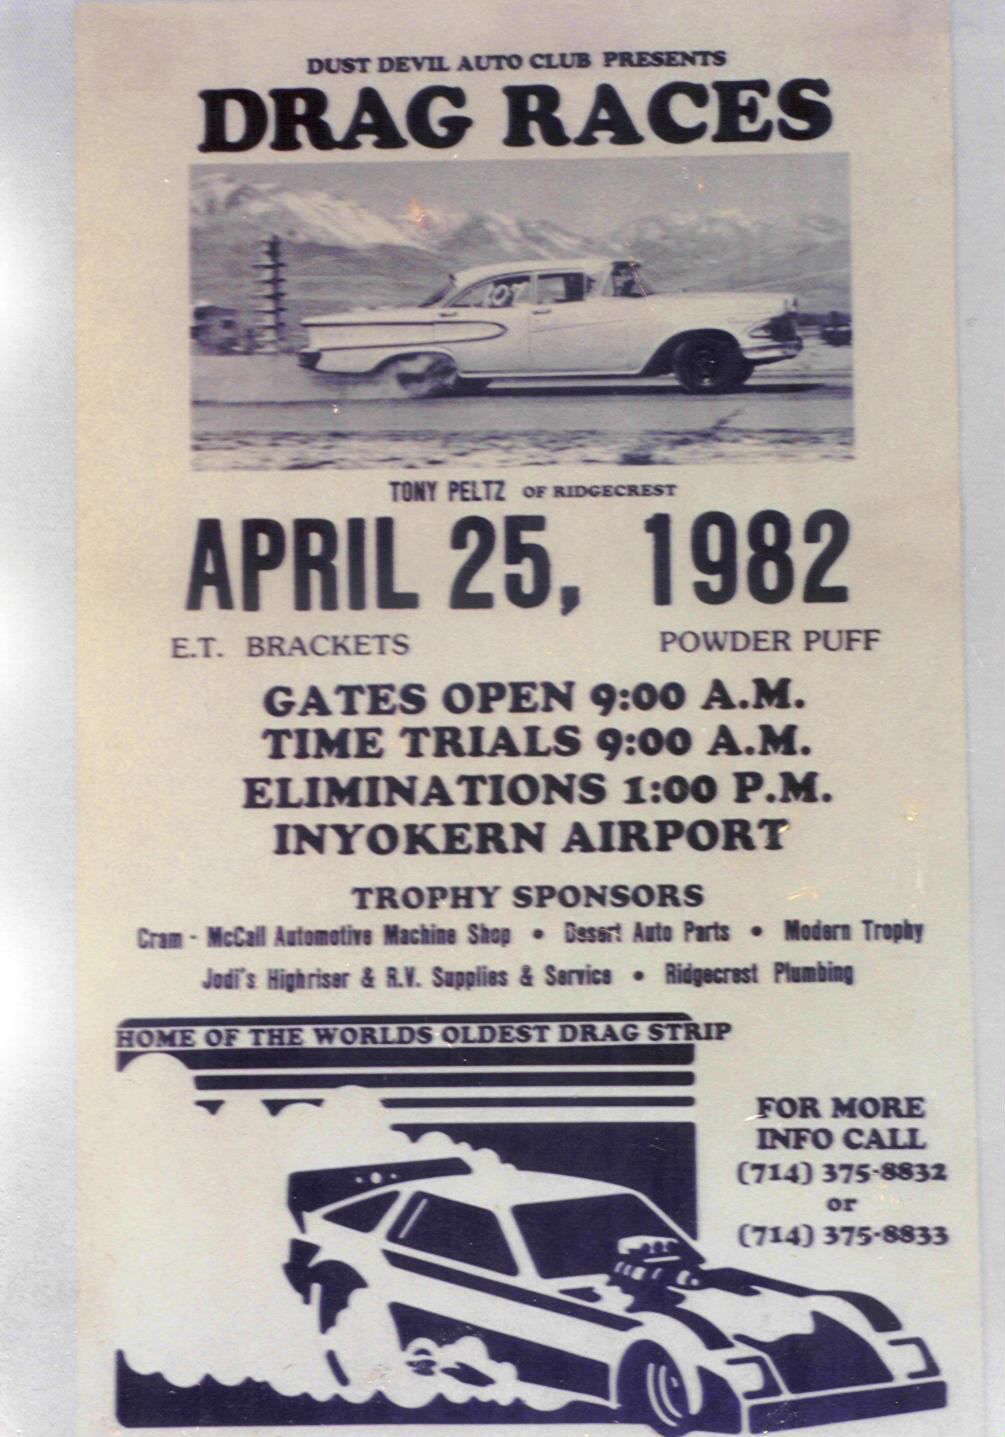 DUST DEVIL AUTO CLUB PRESENTS
DRAG RACES
107
TONY PELTZ OF RIDGECREST
APRIL 25, 1982
E.T. BRACKETS POWDER PUFF
GATES OPEN 9:00 A.M.
TIME TRIALS 9:00 A.M.
ELIMINATIONS 1:00 P.M.
INYOKERN AIRPORT
TROPHY SPONSORS
Cram - McCall Automotive Machine Shop • Desert Auto Parts • Modern Trophy
Jodi's Highriser & R.V. Supplies & Service • Ridgecrest Plumbing
HOME OF THE WORLDS OLDEST DRAG STRIP
FOR MORE
INFO CALL
(714) 375-8832
or
(714) 375-8833